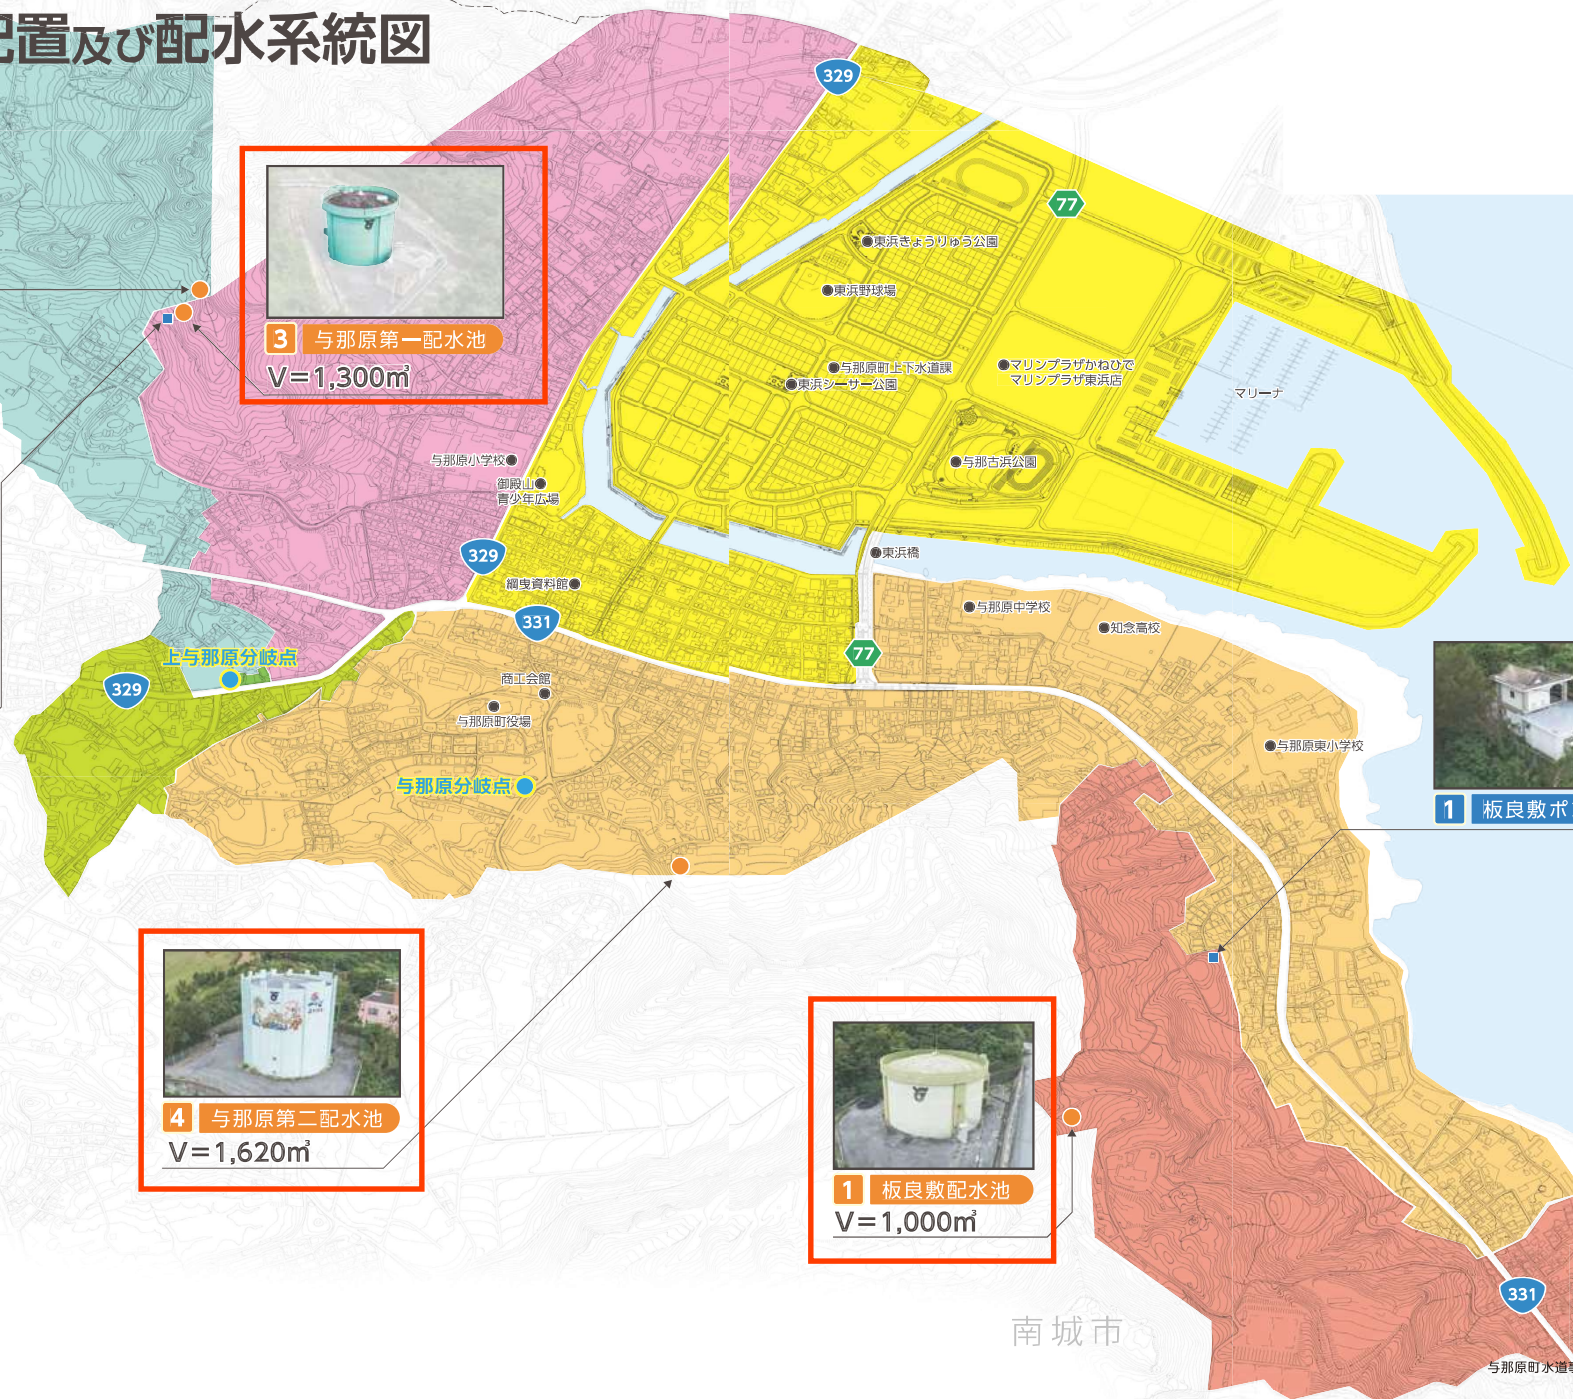 配置及び配水系統図
329
77
東浜きょうりゅう公園
東浜野球場
3 与那原第一配水池
V=1,300㎥
与那原町上下水道課
東浜シーサー公園
マリンプラザかねひで
マリンプラザ東浜店
マリーナ
与那原小学校
御殿山
青少年広場
与那古浜公園
329
綱曳資料館
東浜橋
331
与那原中学校
知念高校
77
上与那原分岐点
329
商工会館
与那原町役場
与那原東小学校
与那原分岐点
1 板良敷ポ
4 与那原第二配水池
V=1,620㎥
1 板良敷配水池
V=1,000㎥
331
南城市
与那原町水道